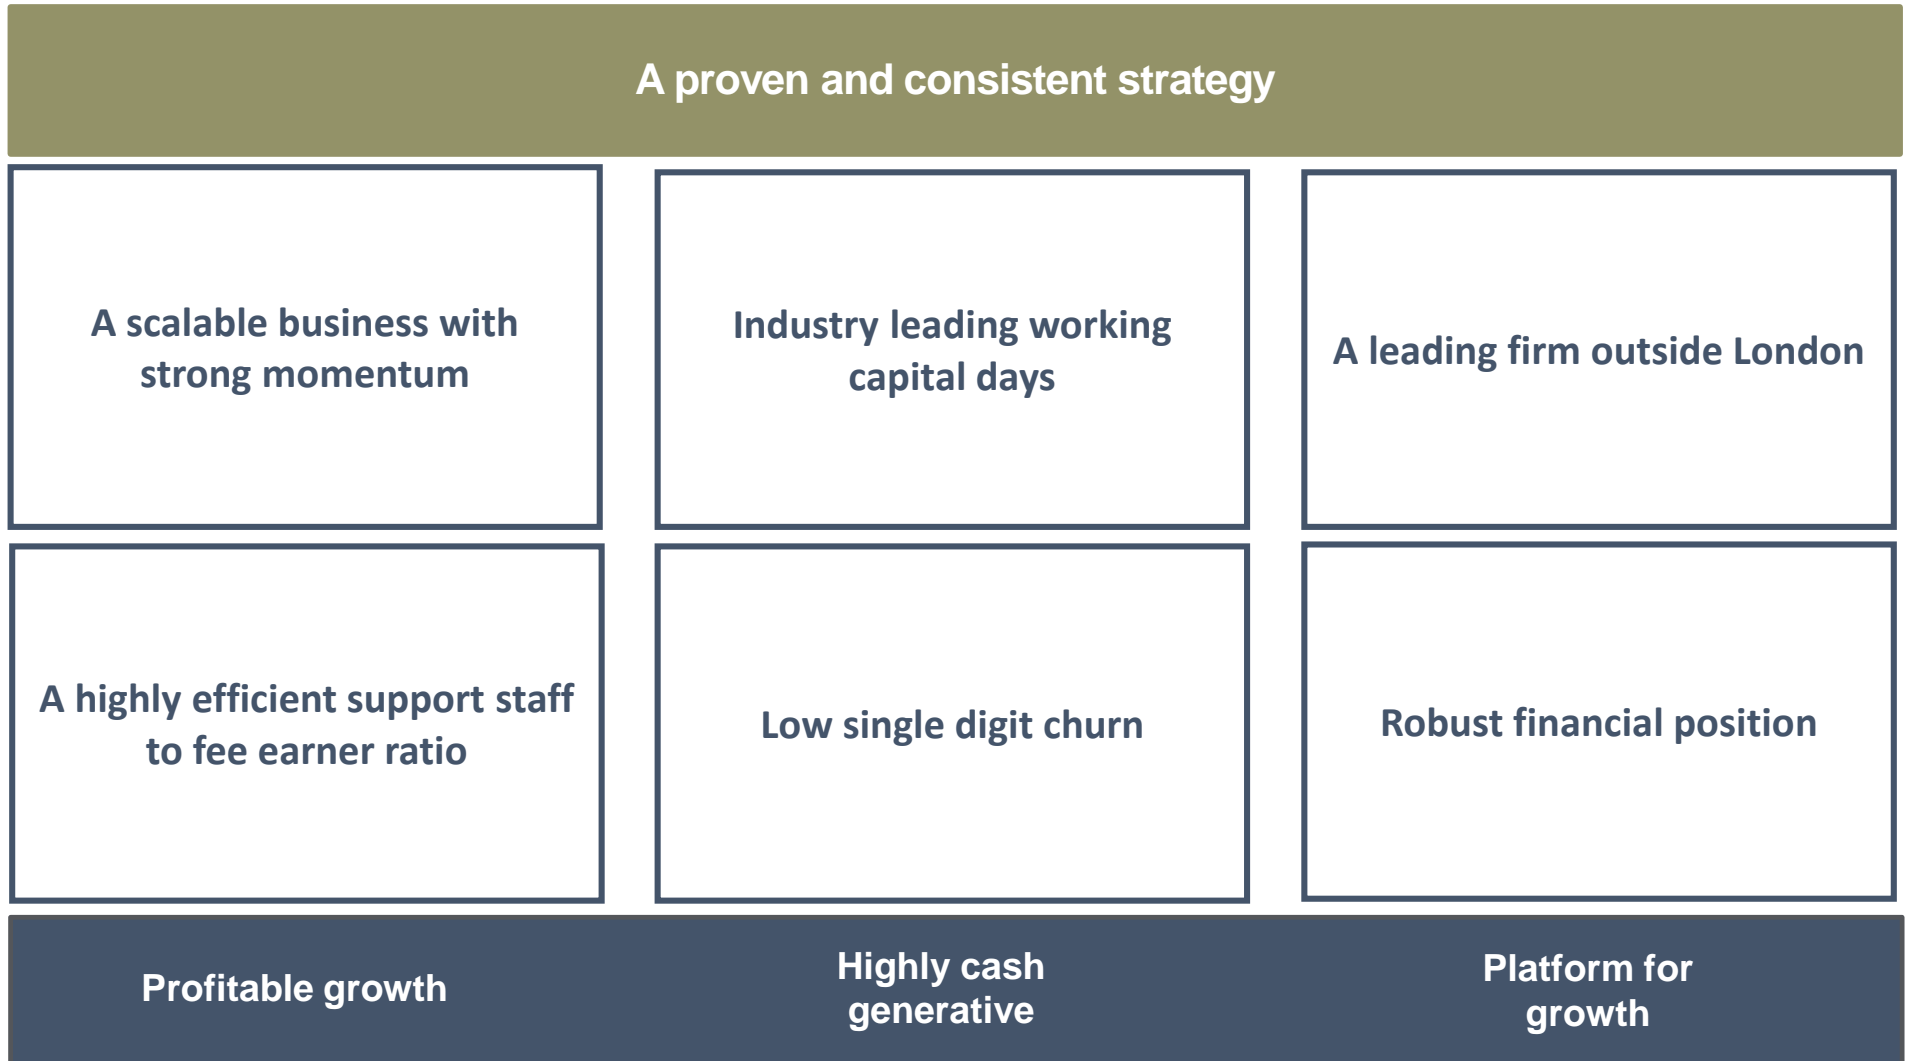 A proven and consistent strategy
A scalable business with
strong momentum
Industry leading working
capital days
A leading firm outside London
A highly efficient support staff
to fee earner ratio
Low single digit churn
Robust financial position
Profitable growth
Highly cash
generative
Platform for
growth